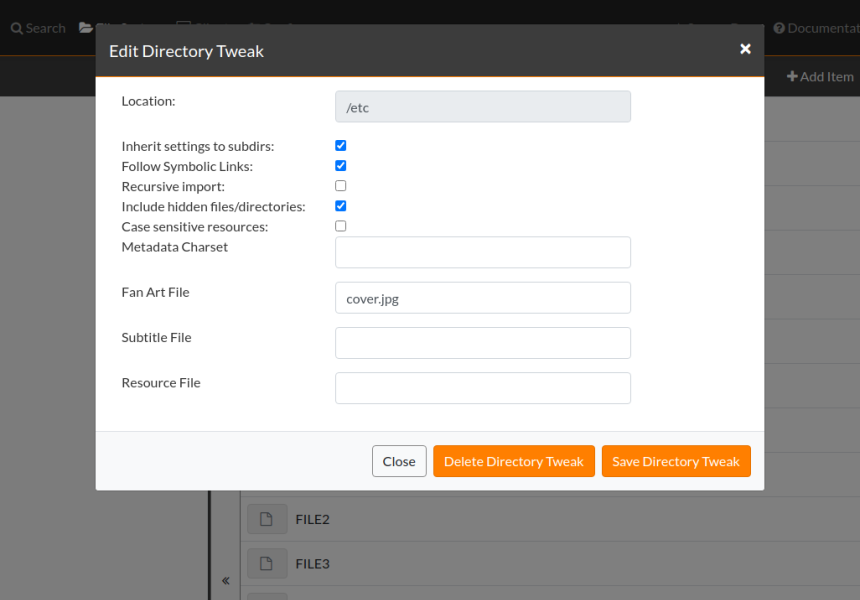 Search
Documentat
Edit Directory Tweak
Add Item
Location:
/etc
Inherit settings to subdirs:
Follow Symbolic Links:
Recursive import:
Include hidden files/directories:
Case sensitive resources:
Metadata Charset
Fan Art File
cover.jpg
Subtitle File
Resource File
Close
Delete Directory Tweak
Save Directory Tweak
FILE2
FILE3
«